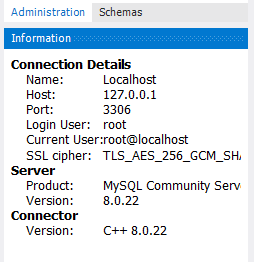 Administration Schemas
Information
Connection Details
Name: Localhost
Host: 127.0.0.1
Port: 3306
Login User: root
Current User:root@localhost
SSL cipher: TLS_AES_256_GCM_SHA
Server
Product: MySQL Community Serve
Version: 8.0.22
Connector
Version: C++ 8.0.22